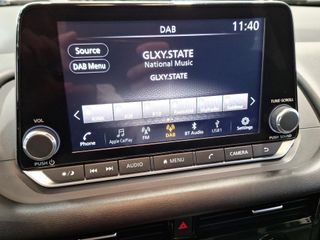 DAB
11:40
Source
DAB Menu
GLXY.STATE
National Music
GLXY.STATE
VOL
TUNE·SCROLL
Phone
Apple CarPlay
FM
DAB
BT Audio
USB1
Settings
PUSH
PUSH
AUDIO
MENU
CAMERA